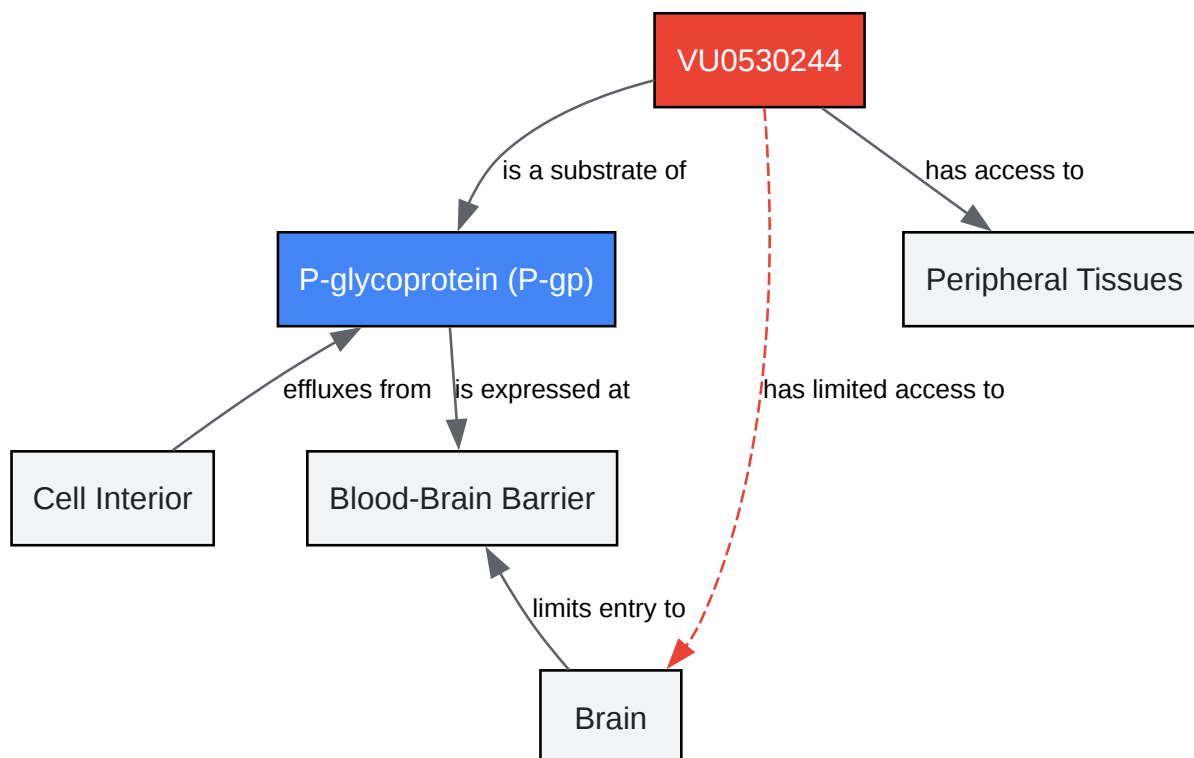 VU0530244
is a substrate of
has access to
P-glycoprotein (P-gp)
Peripheral Tissues
effluxes from
is expressed at
has limited access to
Cell Interior
Blood-Brain Barrier
limits entry to
Brain